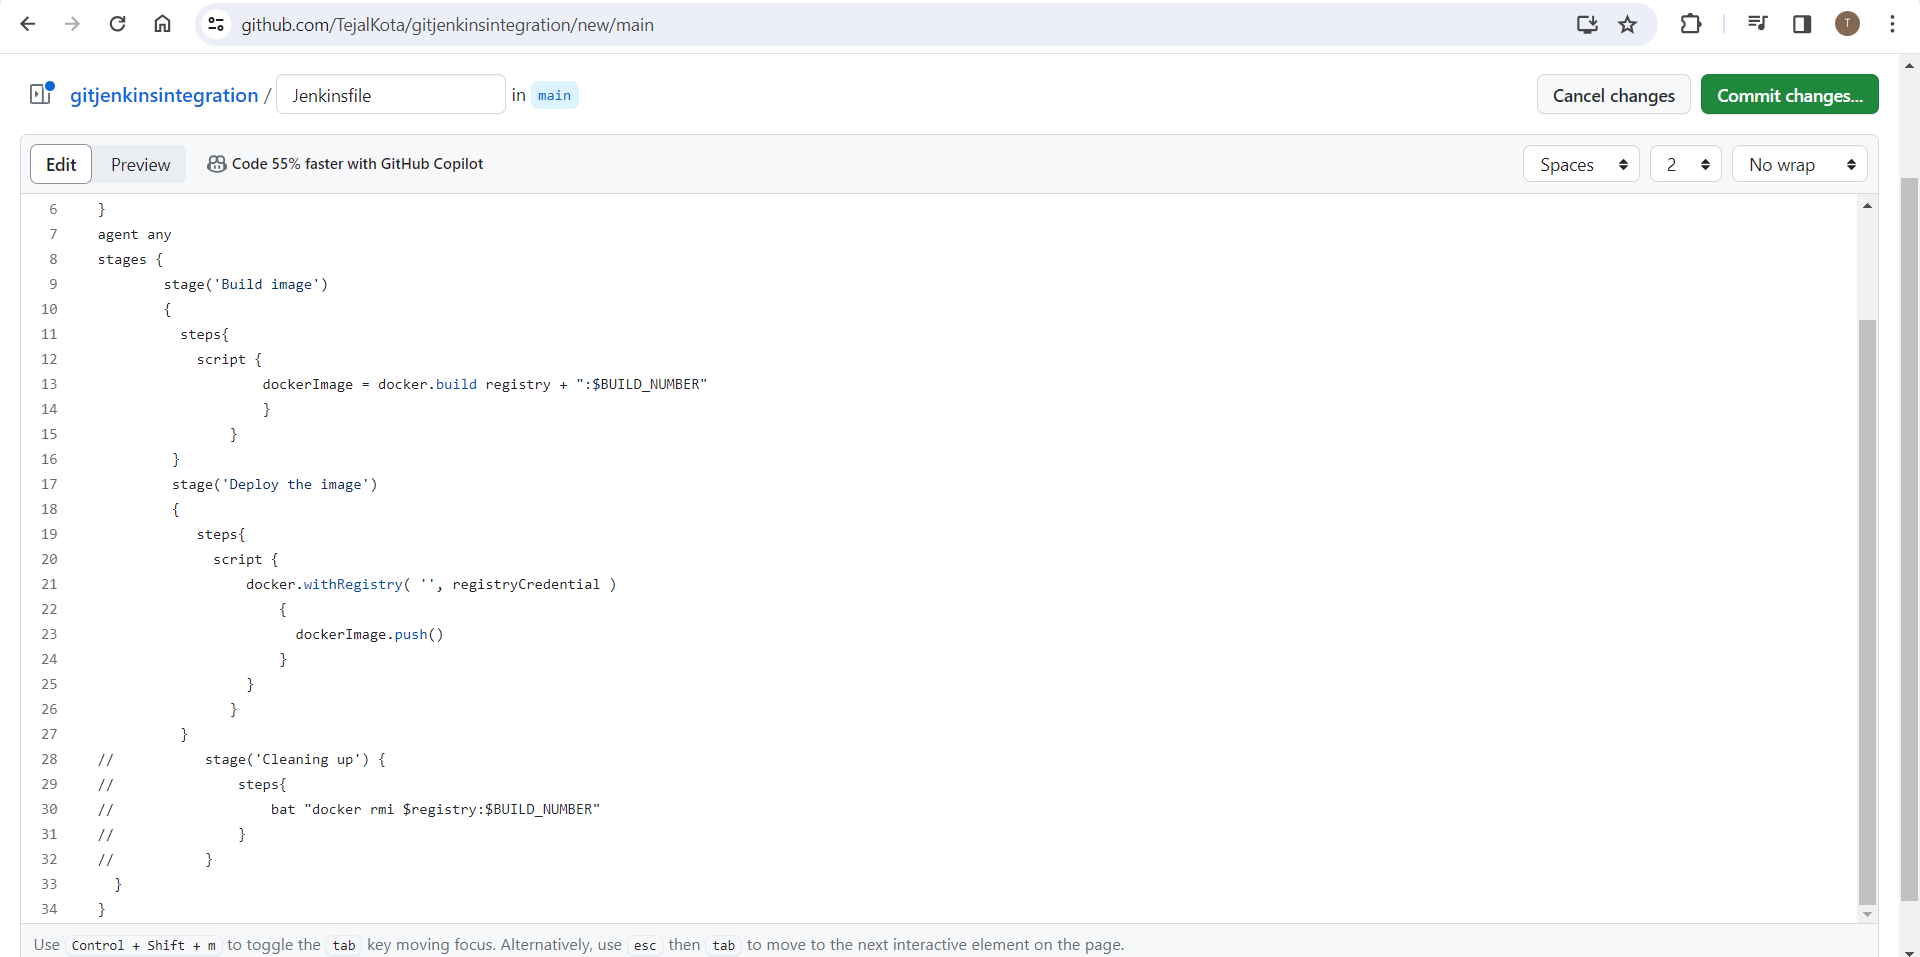 github.com/TejalKota/gitjenkinsintegration/new/main
T
gitjenkinsintegration / Jenkinsfile in main
Cancel changes
Commit changes...
Edit
Preview
Code 55% faster with GitHub Copilot
Spaces
2
No wrap
6 }
7 agent any
8 stages {
9 stage('Build image')
10 {
11 steps{
12 script {
13 dockerImage = docker.build registry + ":$BUILD_NUMBER"
14 }
15 }
16 }
17 stage('Deploy the image')
18 {
19 steps{
20 script {
21 docker.withRegistry( '', registryCredential )
22 {
23 dockerImage.push()
24 }
25 }
26 }
27 }
28 // stage('Cleaning up') {
29 // steps{
30 // bat "docker rmi $registry:$BUILD_NUMBER"
31 // }
32 // }
33 }
34 }
Use Control + Shift + m to toggle the tab key moving focus. Alternatively, use esc then tab to move to the next interactive element on the page.